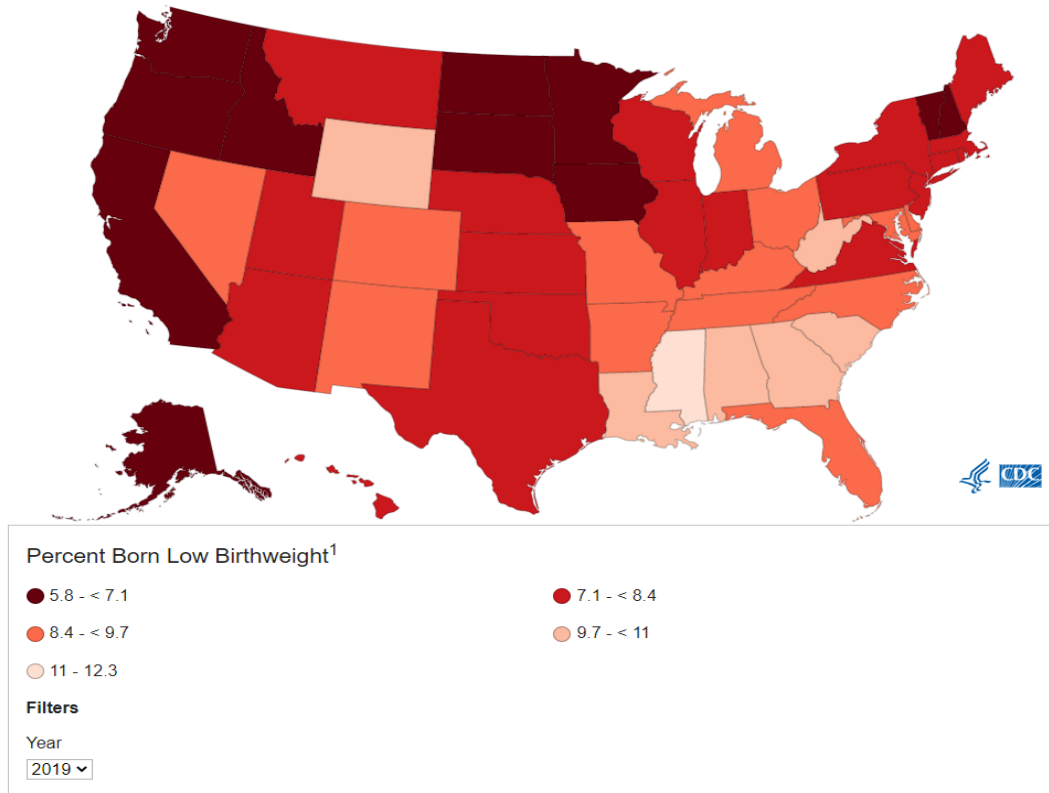 CDC
Percent Born Low Birthweight¹
5.8 - < 7.1
7.1 - < 8.4
8.4 - < 9.7
9.7 - < 11
11 - 12.3
Filters
Year
2019